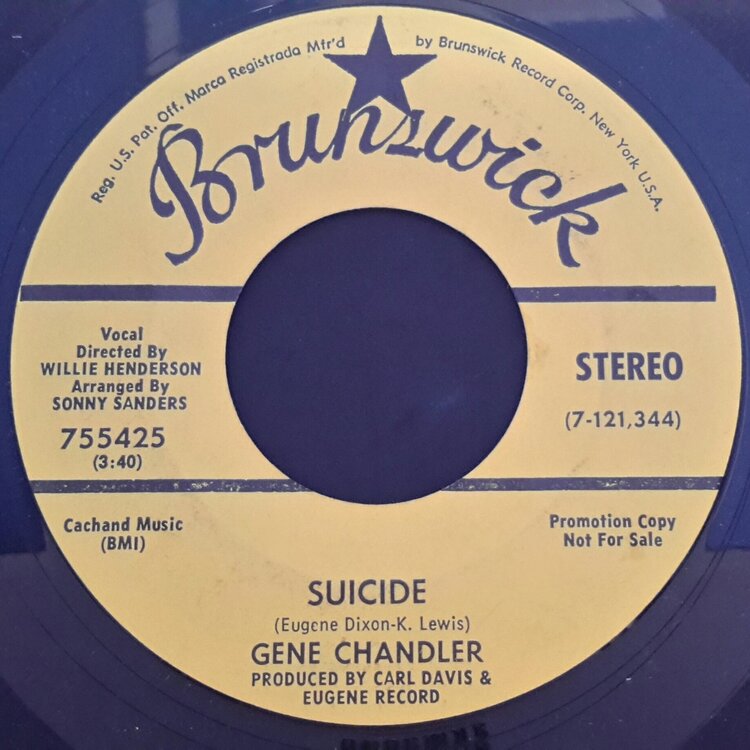 Reg. U.S. Pat. Off. Marca Registrada Mfr'd by Brunswick Record Corp. New York U.S.A.
Brunswick
Vocal
Directed By
WILLIE HENDERSON
Arranged By
SONNY SANDERS
755425
(3:40)
STEREO
(7-121,344)
Cachand Music
(BMI)
Promotion Copy
Not For Sale
SUICIDE
(Eugene Dixon-K. Lewis)
GENE CHANDLER
PRODUCED BY CARL DAVIS &
EUGENE RECORD